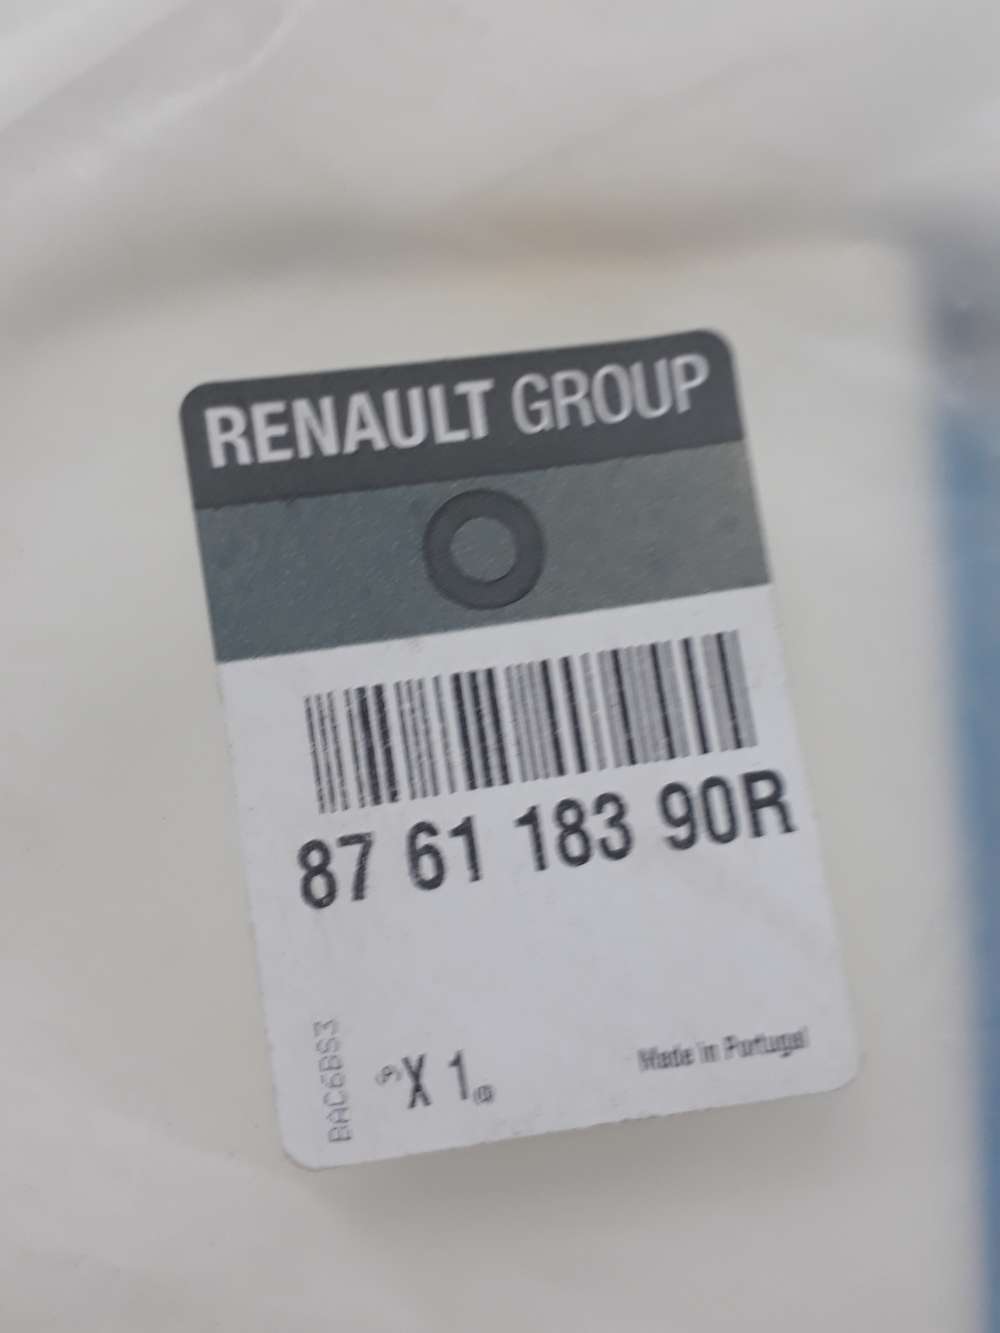 RENAULT GROUP
87 61 183 90R
BAC6BS3
(P) X 1
Made in Portugal